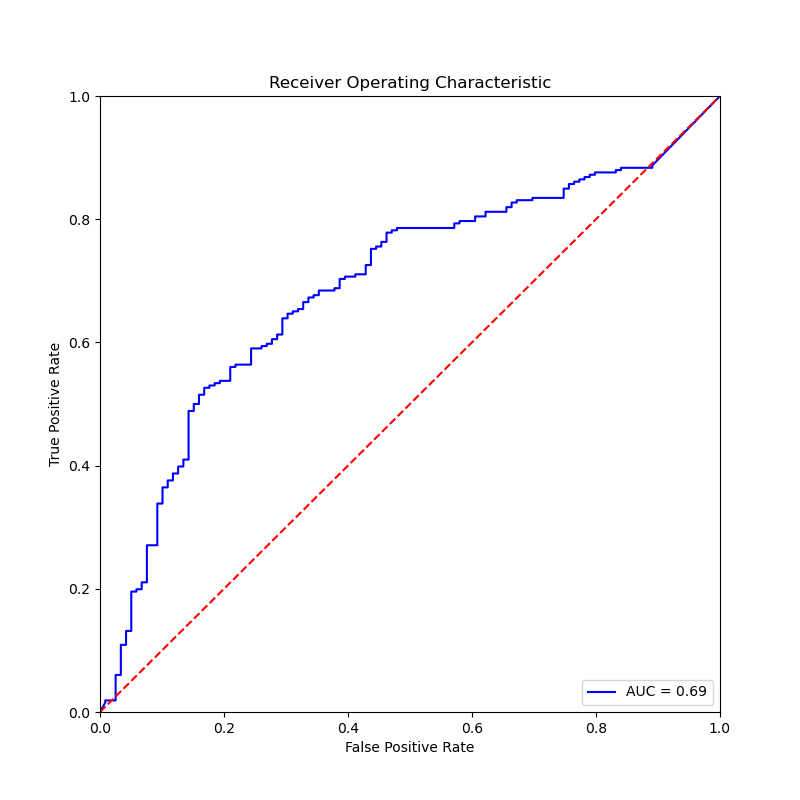 Receiver Operating Characteristic
1.0
0.8
0.6
0.4
0.2
0.0
True Positive Rate
AUC = 0.69
0.0 0.2 0.4 0.6 0.8 1.0
False Positive Rate